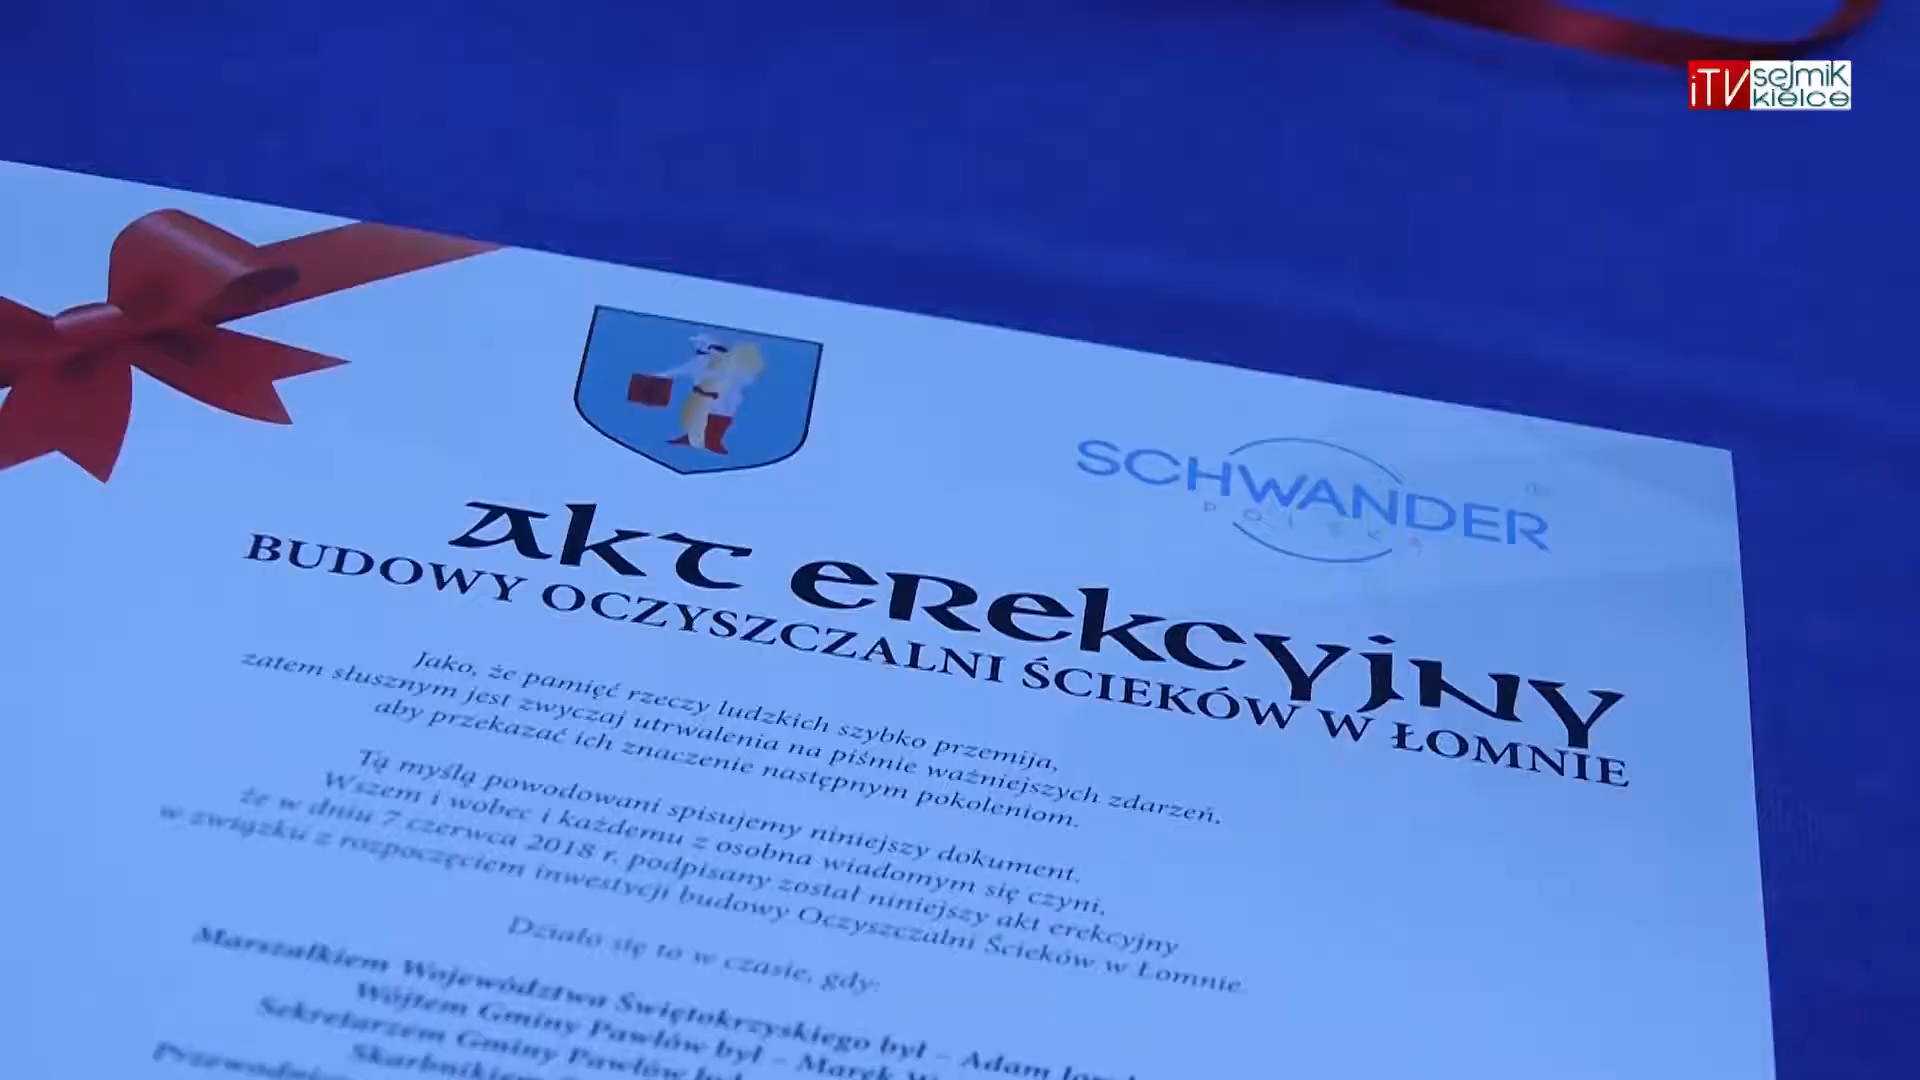 iTV sejmik kielce
SCHWANDER
POLSKA
AKT EREKCYJNY
BUDOWY OCZYSZCZALNI ŚCIEKÓW W ŁOMNIE
Jako, że pamięć rzeczy ludzkich szybko przemija,
zatem słusznym jest zwyczaj utrwalenia na piśmie ważniejszych zdarzeń,
aby przekazać ich znaczenie następnym pokoleniom.
Tą myślą powodowani spisujemy niniejszy dokument.
Wszem i wobec i każdemu z osobna wiadomym się czyni,
że w dniu 7 czerwca 2018 r. podpisany został niniejszy akt erekcyjny
w związku z rozpoczęciem inwestycji budowy Oczyszczalni Ścieków w Łomnie.
Działo się to w czasie, gdy:
Marszałkiem Województwa Świętokrzyskiego był – Adam
Wójtem Gminy Pawłów był – Marek
Sekretarzem Gminy Pawłów
Skarbnikiem